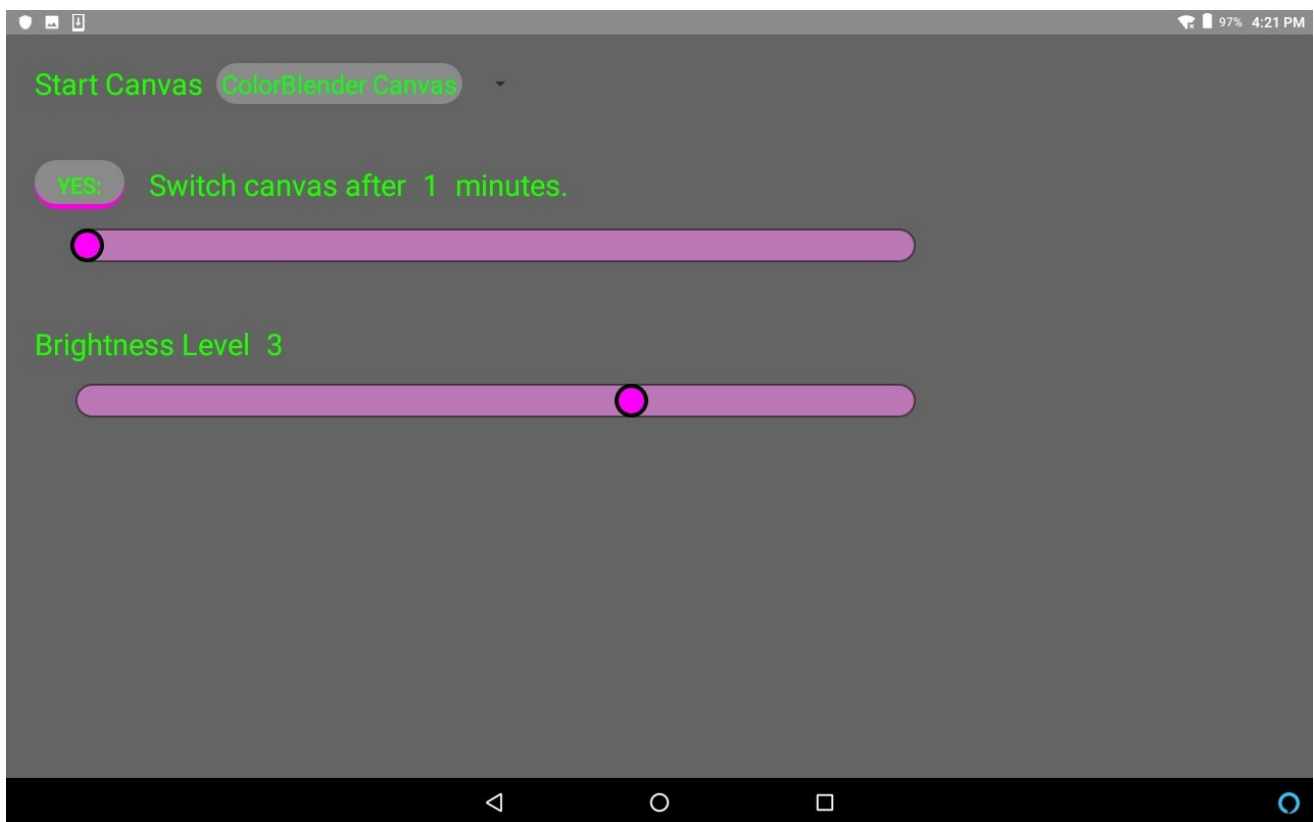 97% 4:21 PM
Start Canvas ColorBlender Canvas
YES: Switch canvas after 1 minutes.
Brightness Level 3